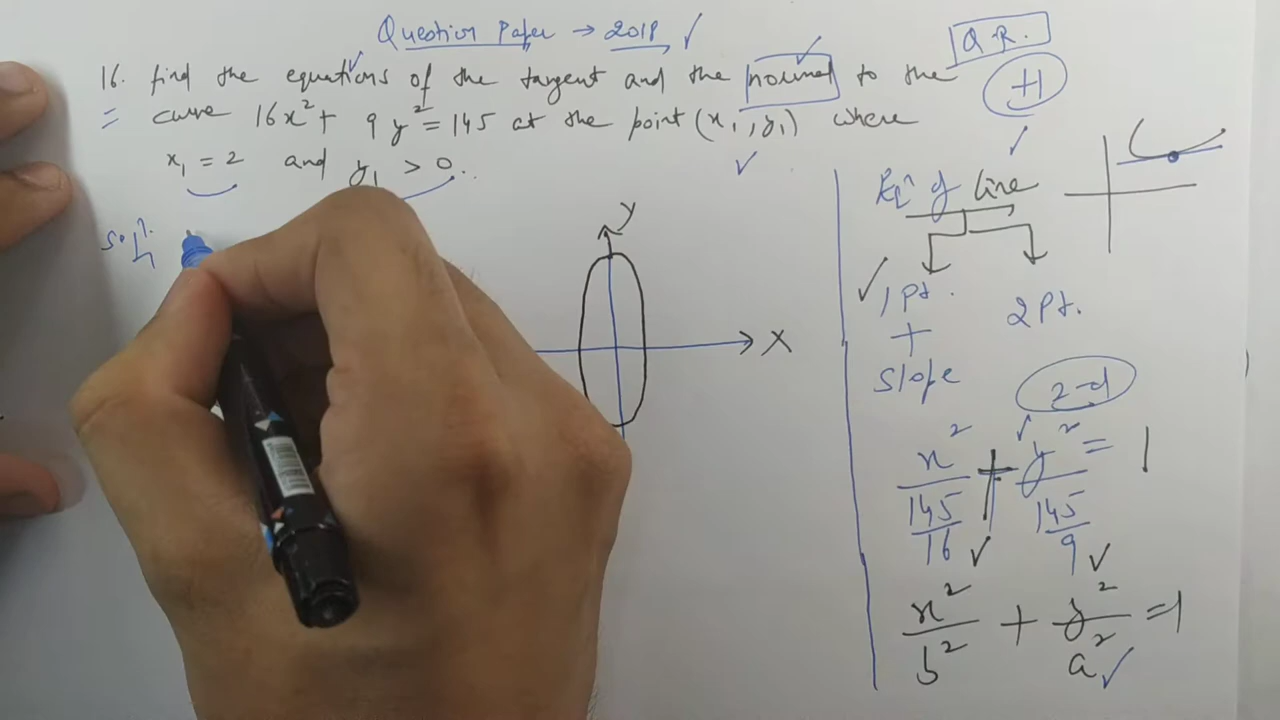 Question Paper → 2018 ✓
Q.R.
16. find the equations of the tangent and the normal to the
curve 16x² + 9y² = 145 at the point (x₁, y₁) where
x₁ = 2 and y₁ > 0.
H
Solⁿ.
Y
X
Eqⁿ of line
1 Pt.
+
Slope
2 Pt.
2-d
x²/(145/16) + y²/(145/9) = 1
x²/b² + y²/a² = 1